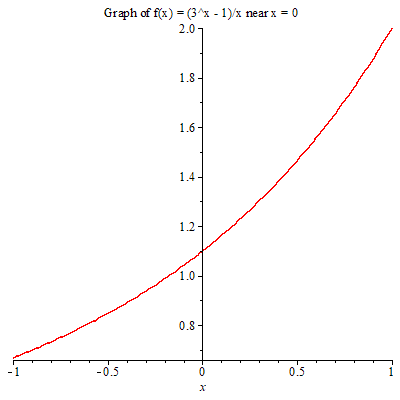 Graph of f(x) = (3^x - 1)/x near x = 0
2.0
1.8
1.6
1.4
1.2
1.0
0.8
-1 -0.5 0 0.5 1
x